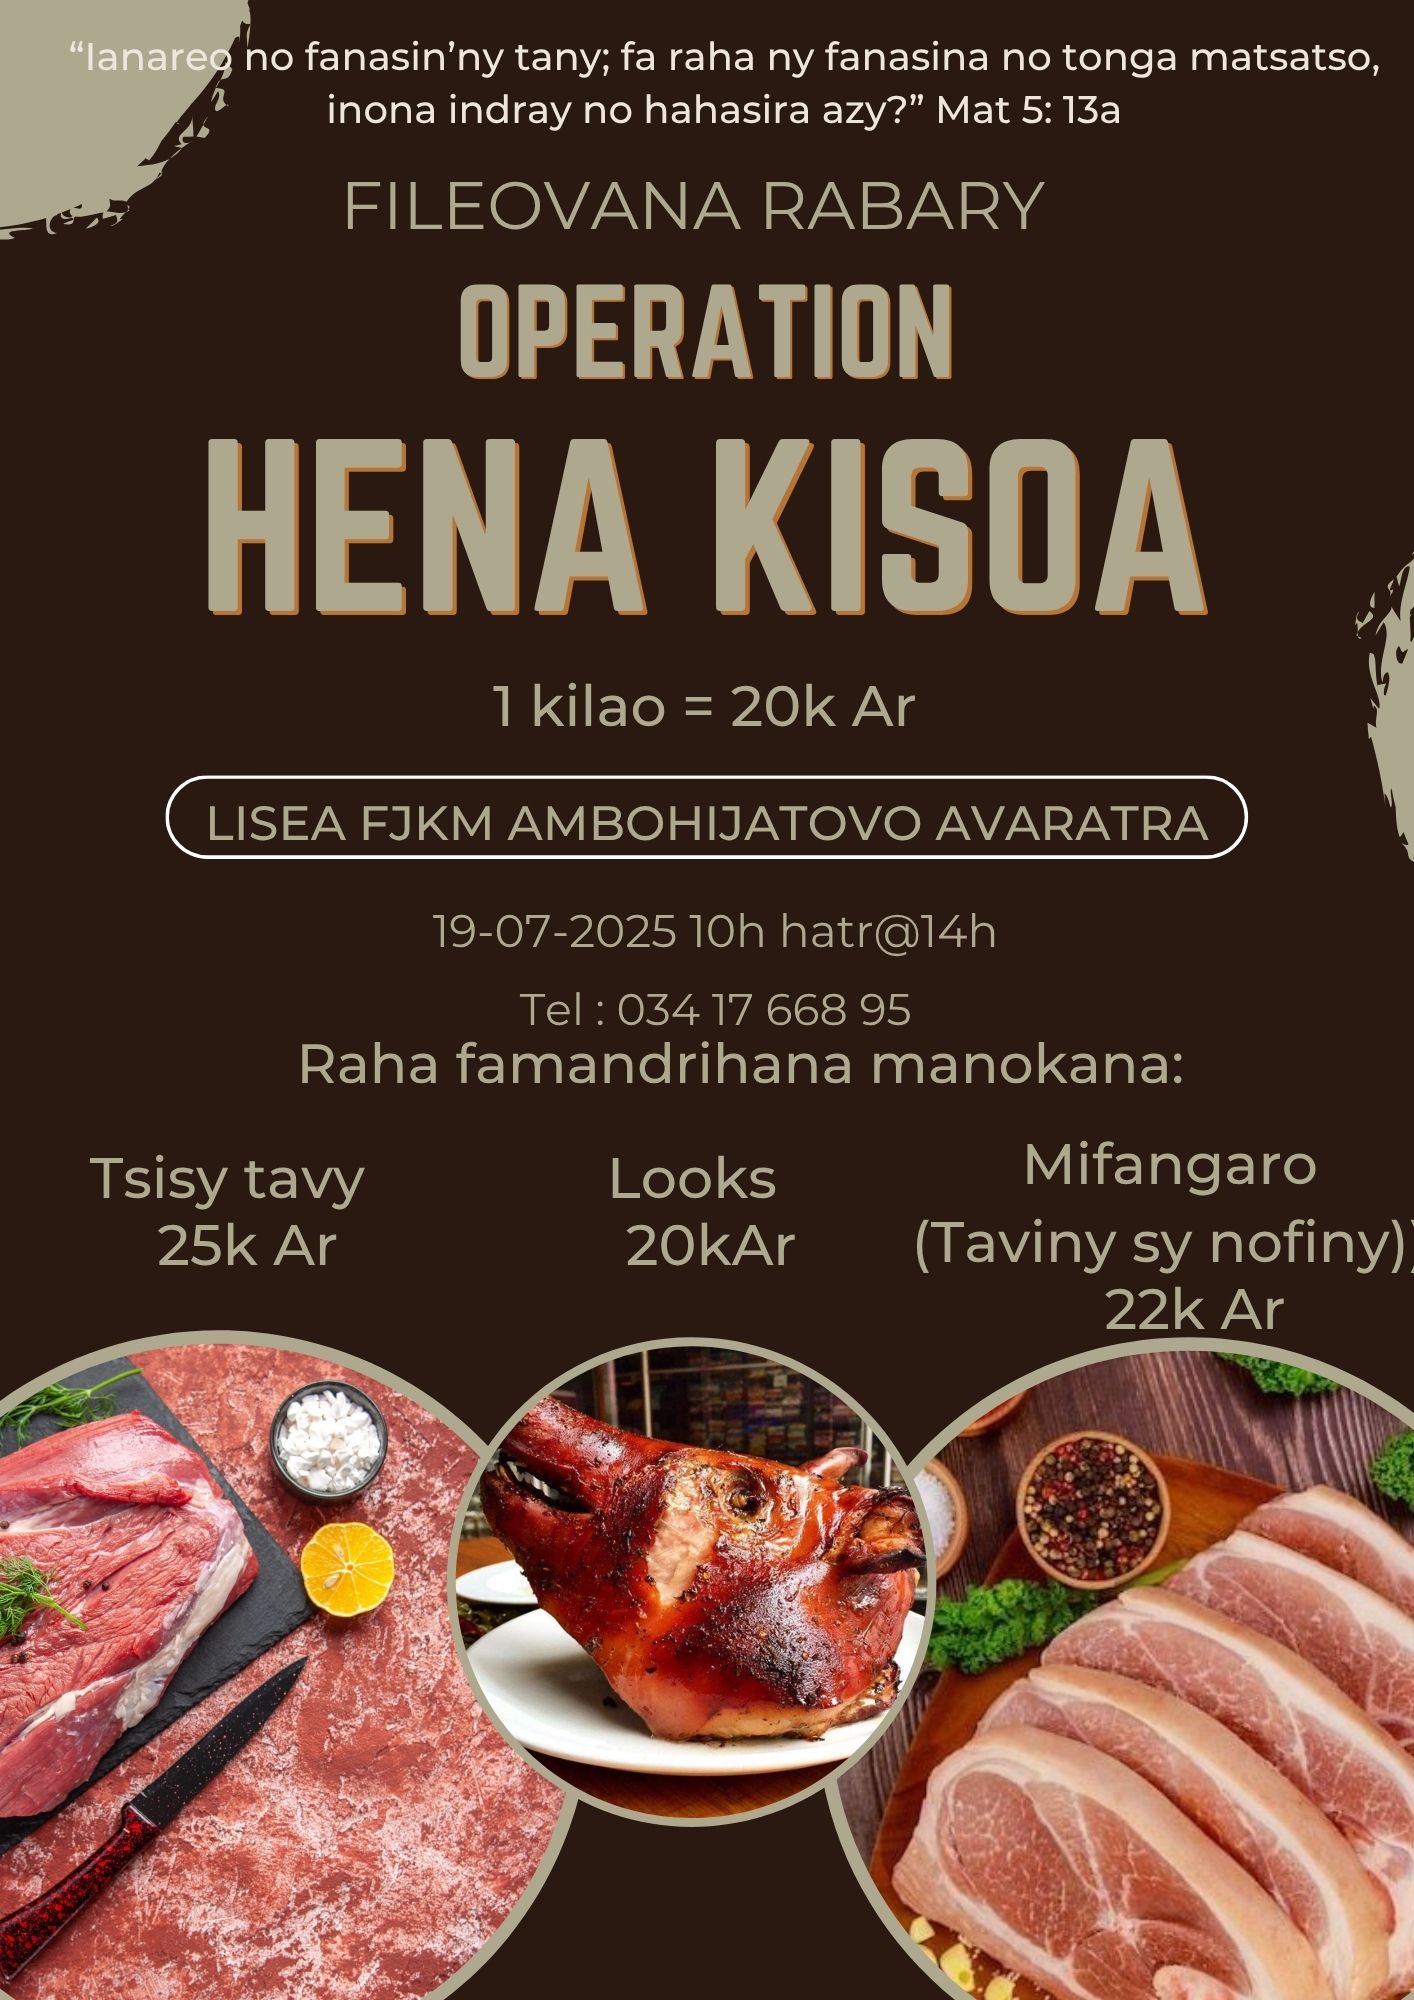 “Ianareo no fanasin’ny tany; fa raha ny fanasina no tonga matsatso,
inona indray no hahasira azy?” Mat 5: 13a
FILEOVANA RABARY
OPERATION
HENA KISOA
1 kilao = 20k Ar
LISEA FJKM AMBOHIJATOVO AVARATRA
19-07-2025 10h hatr@14h
Tel : 034 17 668 95
Raha famandrihana manokana:
Tsisy tavy
25k Ar
Looks
20kAr
Mifangaro
(Taviny sy nofiny))
22k Ar